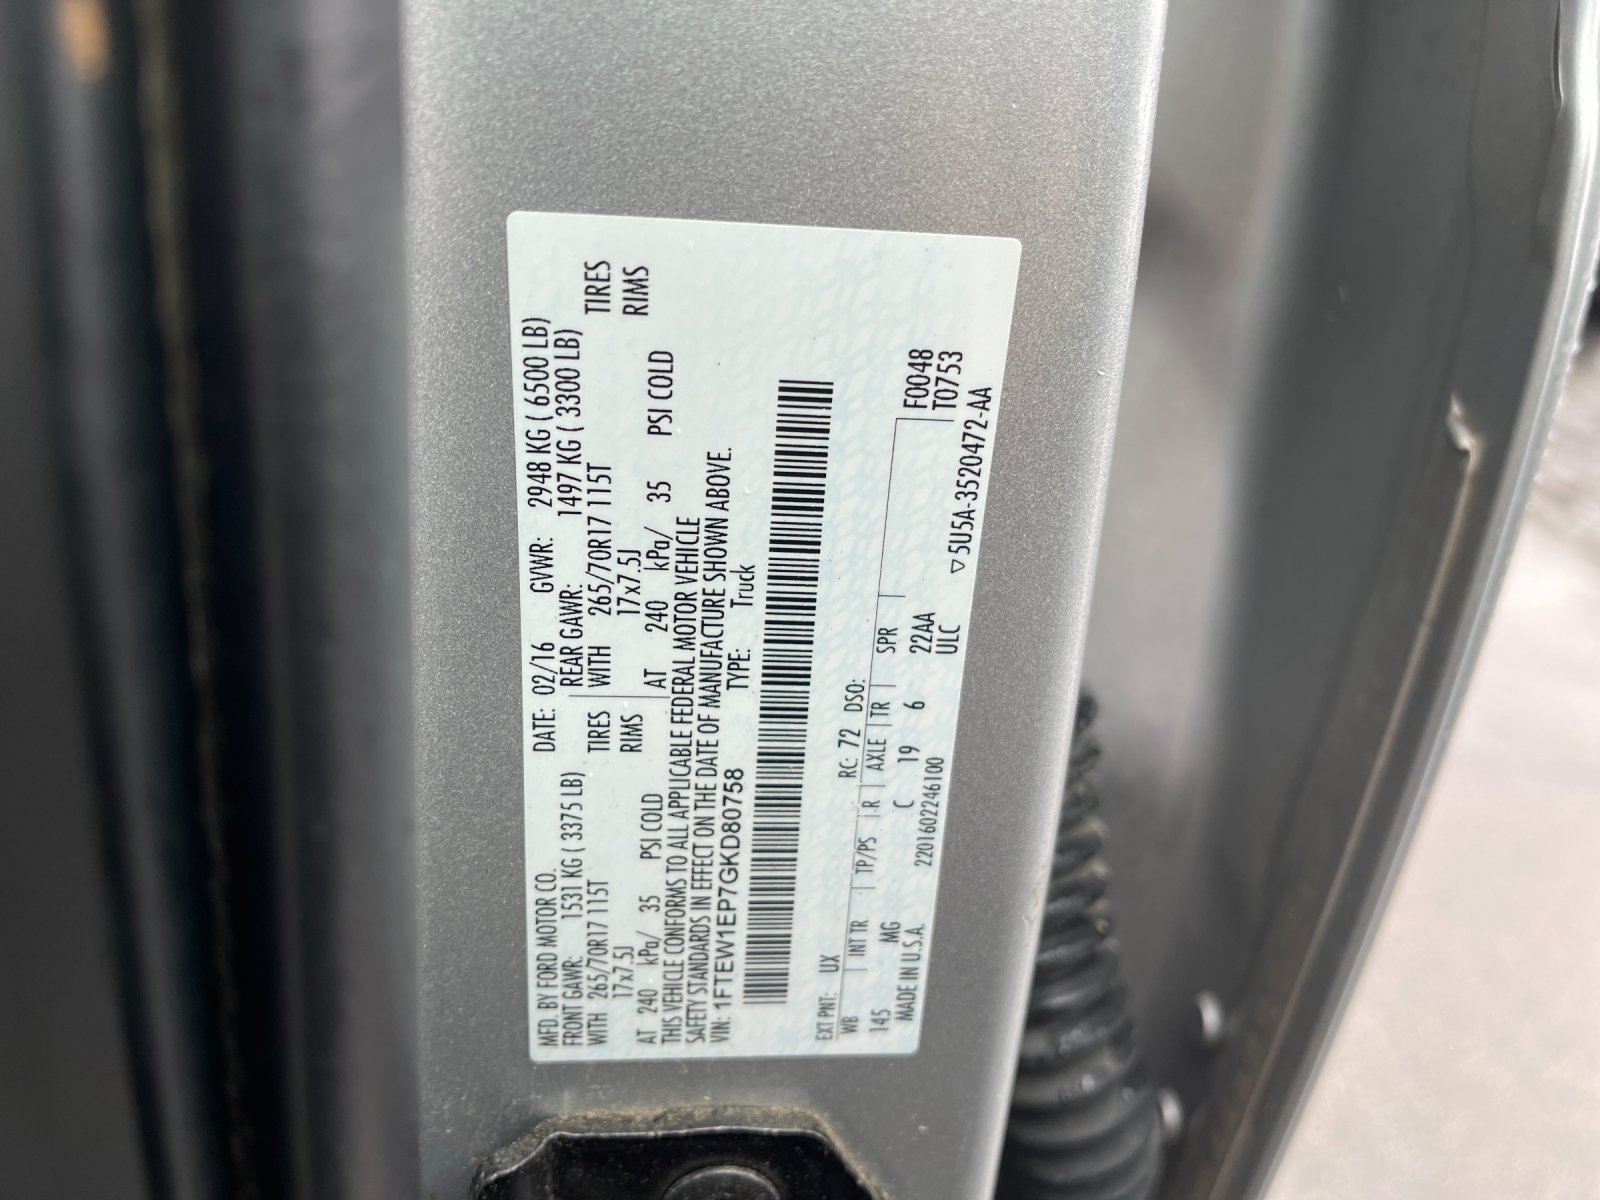 MFD. BY FORD MOTOR CO. DATE: 02/16 GVWR: 2948 KG ( 6500 LB)
FRONT GAWR: 1531 KG ( 3375 LB) REAR GAWR: 1497 KG ( 3300 LB)
WITH 265/70R17 115T TIRES WITH 265/70R17 115T TIRES
17x7.5J RIMS 17x7.5J RIMS
AT 240 kPa/ 35 PSI COLD AT 240 kPa/ 35 PSI COLD
THIS VEHICLE CONFORMS TO ALL APPLICABLE FEDERAL MOTOR VEHICLE
SAFETY STANDARDS IN EFFECT ON THE DATE OF MANUFACTURE SHOWN ABOVE.
VIN: 1FTEW1EP7GKD80758 TYPE: Truck
EXT PNT: UX RC: 72 DSO:
WB INT TR TP/PS R AXLE TR SPR F0048
145 MG C 19 6 22AA T0753
MADE IN U.S.A. 2201602246100 ULC
▽5U5A-3520472-AA